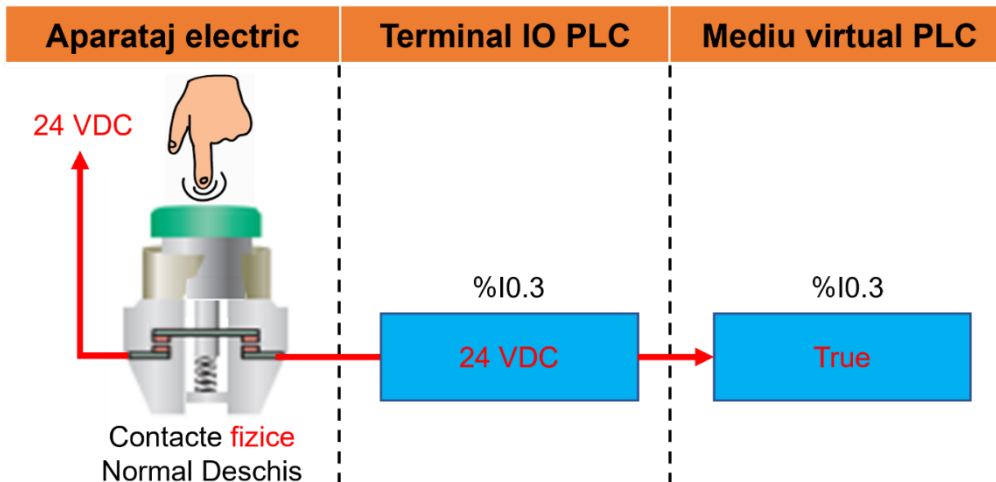 Aparataj electric
Terminal IO PLC
Mediu virtual PLC
24 VDC
%I0.3
%I0.3
24 VDC
True
Contacte fizice
Normal Deschis